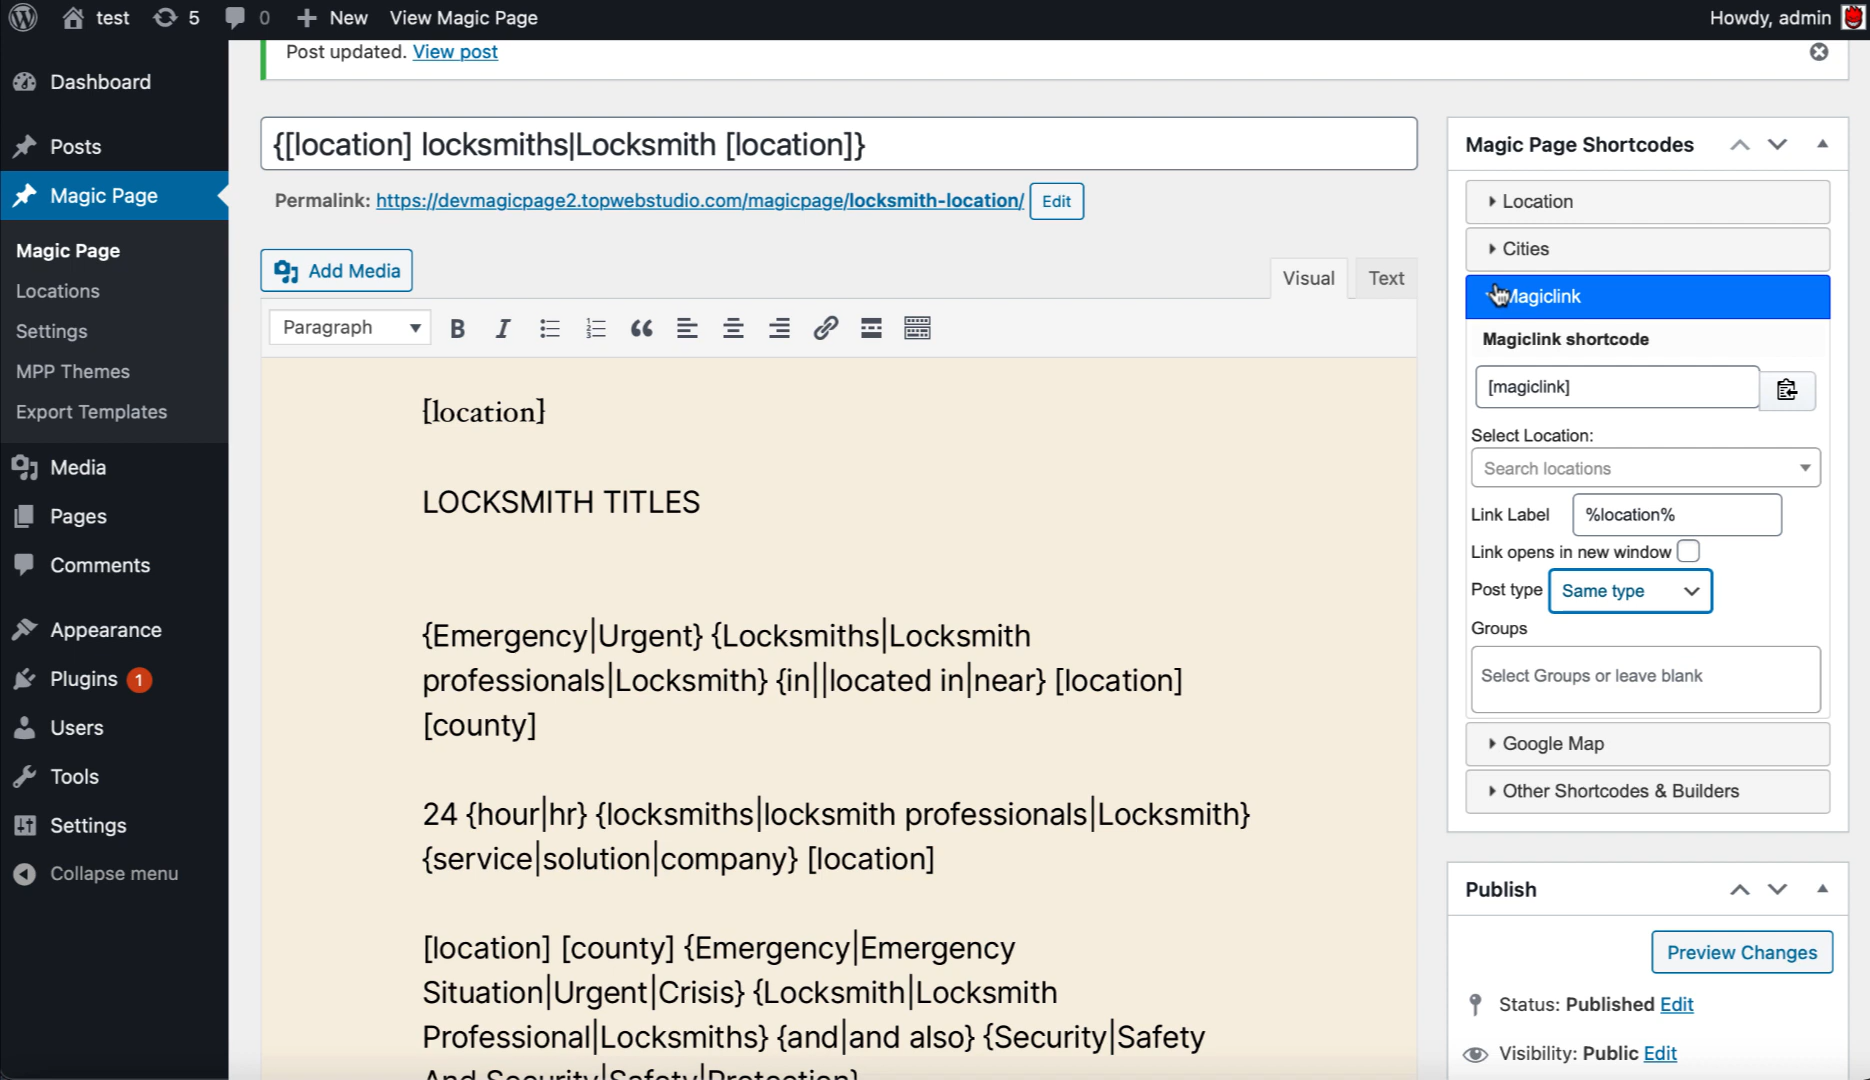 test 5 0 New View Magic Page Howdy, admin
Post updated. View post
Dashboard
Posts
Magic Page
Magic Page
Locations
Settings
MPP Themes
Export Templates
Media
Pages
Comments
Appearance
Plugins 1
Users
Tools
Settings
Collapse menu
{[location] locksmiths|Locksmith [location]}
Permalink: https://devmagicpage2.topwebstudio.com/magicpage/locksmith-location/ Edit
Add Media
Visual Text
Paragraph B I
[location]
LOCKSMITH TITLES
{Emergency|Urgent} {Locksmiths|Locksmith
professionals|Locksmith} {in||located in|near} [location]
[county]
24 {hour|hr} {locksmiths|locksmith professionals|Locksmith}
{service|solution|company} [location]
[location] [county] {Emergency|Emergency
Situation|Urgent|Crisis} {Locksmith|Locksmith
Professional|Locksmiths} {and|and also} {Security|Safety
And Security|Safety|Protection}
Magic Page Shortcodes
Location
Cities
Magiclink
Magiclink shortcode
[magiclink]
Select Location:
Search locations
Link Label %location%
Link opens in new window
Post type Same type
Groups
Select Groups or leave blank
Google Map
Other Shortcodes & Builders
Publish
Preview Changes
Status: Published Edit
Visibility: Public Edit